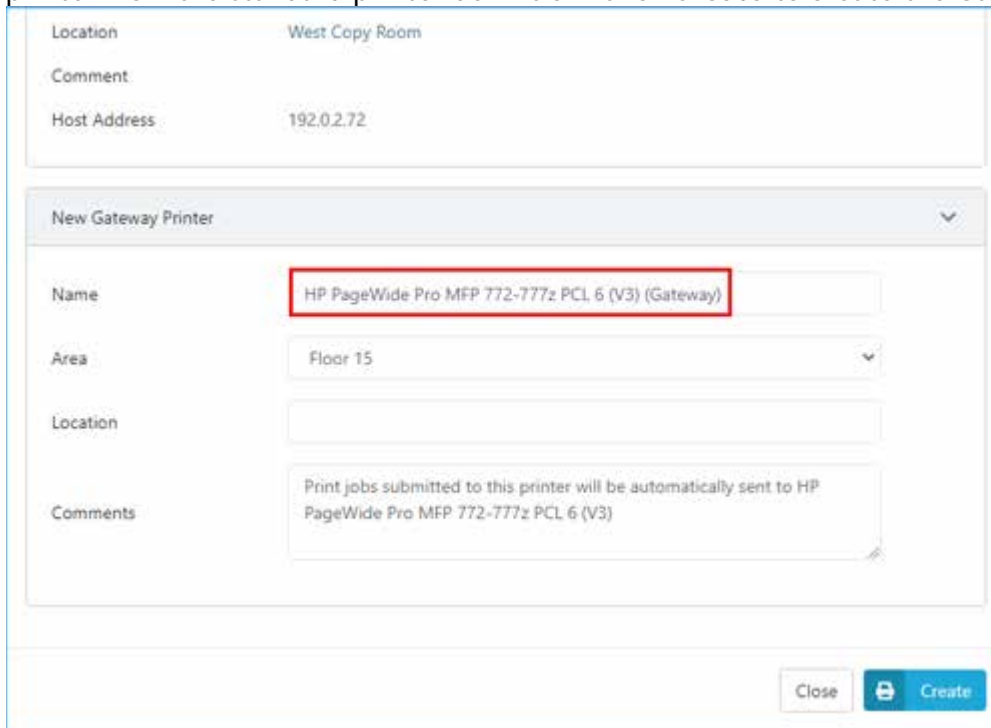 Location West Copy Room
Comment
Host Address 192.0.2.72
New Gateway Printer
Name HP PageWide Pro MFP 772-777z PCL 6 (V3) (Gateway)
Area Floor 15
Location
Comments Print jobs submitted to this printer will be automatically sent to HP
PageWide Pro MFP 772-777z PCL 6 (V3)
Close Create